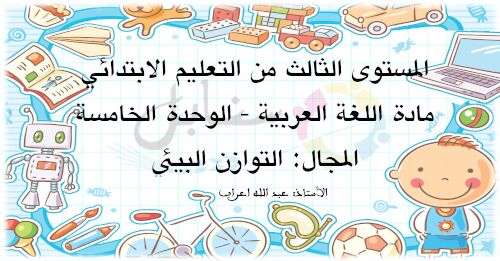 المستوى الثالث من التعليم الابتدائي
مادة اللغة العربية - الوحدة الخامسة
المجال: التوازن البيئي
الأستاذ: عبد الله اعراب